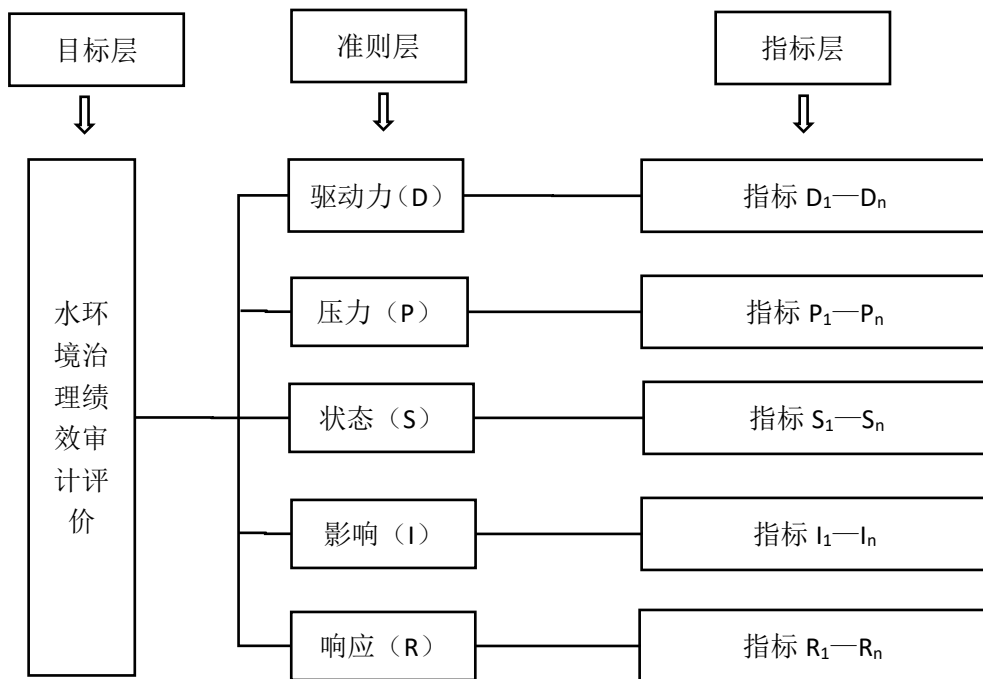 目标层
准则层
指标层
水环
境治
理绩
效审
计评
价
驱动力（D）
指标 D₁—Dₙ
压力（P）
指标 P₁—Pₙ
状态（S）
指标 S₁—Sₙ
影响（I）
指标 I₁—Iₙ
响应（R）
指标 R₁—Rₙ